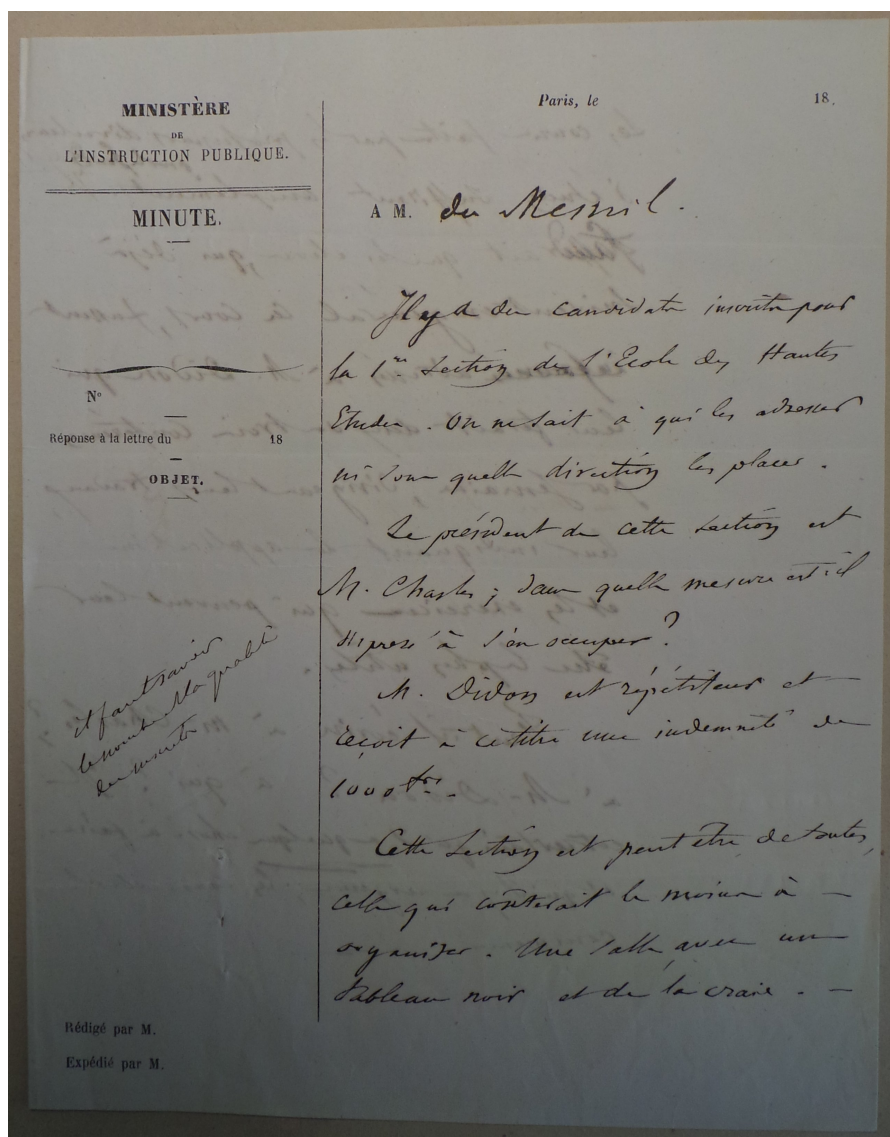 MINISTÈRE
DE
L'INSTRUCTION PUBLIQUE.
MINUTE.
N°
Réponse à la lettre du 18
OBJET.
il faut savoir
le nombre et la qualité
des inscrits
Rédigé par M.
Expédié par M.
Paris, le 18.
A M. du Mesnil.
Il y a des candidats inscrits pour
la 1re Section de l'Ecole des Hautes
Etudes. On ne sait à qui les adresser
ni sous quelle direction les placer.
Le président de cette Section est
M. Chasles; dans quelle mesure est-il
disposé à s'en occuper?
M. Didon est répétiteur et
reçoit à ce titre une indemnité de
1000 frs.
Cette Section est peut être, de toutes,
celle qui coûterait le moins à
organiser. Une salle avec un
tableau noir et de la craie. –